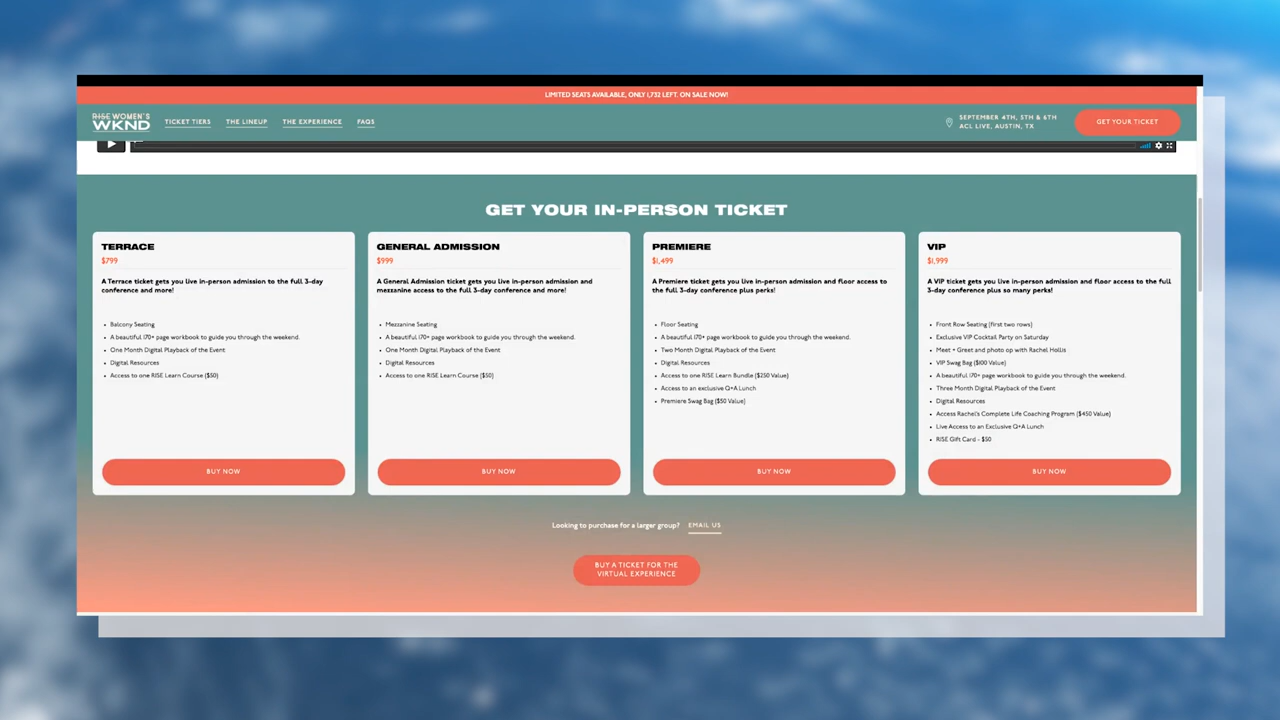 LIMITED SEATS AVAILABLE, ONLY 1,732 LEFT. ON SALE NOW!
RISE WOMEN'S
WKND
TICKET TIERS
THE LINEUP
THE EXPERIENCE
FAQS
SEPTEMBER 4TH, 5TH & 6TH
ACL LIVE, AUSTIN, TX
GET YOUR TICKET
GET YOUR IN-PERSON TICKET
TERRACE
$799
A Terrace ticket gets you live in-person admission to the full 3-day
conference and more!
• Balcony Seating
• A beautiful 170+ page workbook to guide you through the weekend.
• One Month Digital Playback of the Event
• Digital Resources
• Access to one RISE Learn Course ($50)
BUY NOW
GENERAL ADMISSION
$999
A General Admission ticket gets you live in-person admission and
mezzanine access to the full 3-day conference and more!
• Mezzanine Seating
• A beautiful 170+ page workbook to guide you through the weekend.
• One Month Digital Playback of the Event
• Digital Resources
• Access to one RISE Learn Course ($50)
BUY NOW
PREMIERE
$1,499
A Premiere ticket gets you live in-person admission and floor access to
the full 3-day conference plus perks!
• Floor Seating
• A beautiful 170+ page workbook to guide you through the weekend.
• Two Month Digital Playback of the Event
• Digital Resources
• Access to one RISE Learn Bundle ($250 Value)
• Access to an exclusive Q+A Lunch
• Premiere Swag Bag ($50 Value)
BUY NOW
VIP
$1,999
A VIP ticket gets you live in-person admission and floor access to the full
3-day conference plus so many perks!
• Front Row Seating (first two rows)
• Exclusive VIP Cocktail Party on Saturday
• Meet + Greet and photo op with Rachel Hollis
• VIP Swag Bag ($100 Value)
• A beautiful 170+ page workbook to guide you through the weekend.
• Three Month Digital Playback of the Event
• Digital Resources
• Access Rachel's Complete Life Coaching Program ($450 Value)
• Live Access to an Exclusive Q+A Lunch
• RISE Gift Card - $50
BUY NOW
Looking to purchase for a larger group? EMAIL US
BUY A TICKET FOR THE
VIRTUAL EXPERIENCE